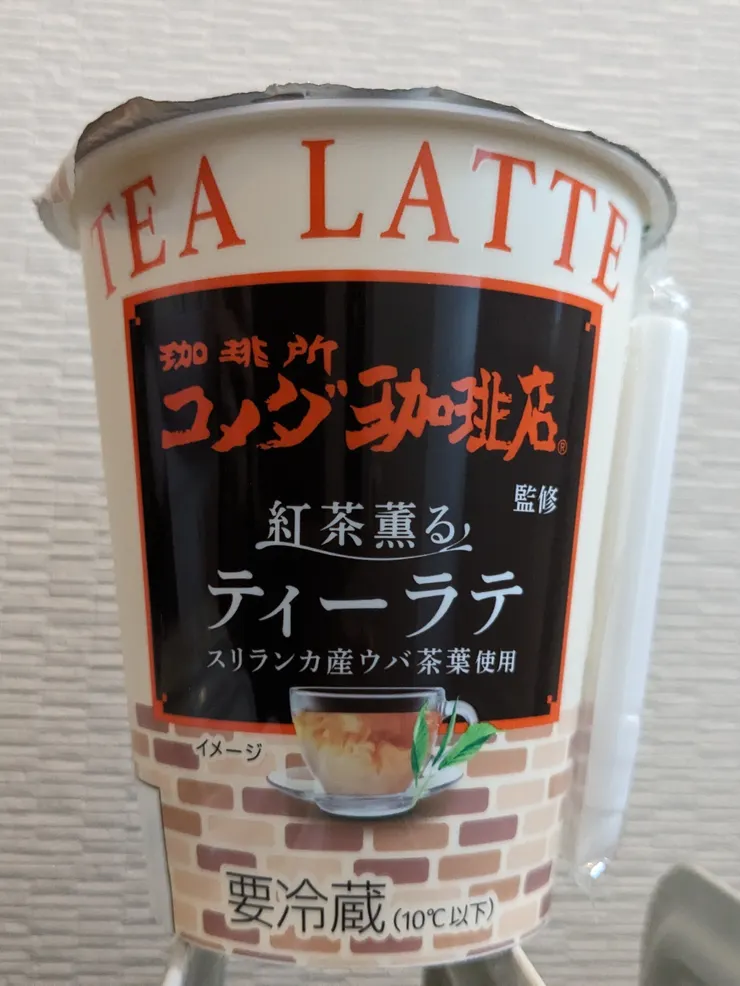 TEA LATTE
珈琲所
コメダ珈琲店®
監修
紅茶薫る
ティーラテ
スリランカ産ウバ茶葉使用
イメージ
要冷蔵(10℃以下)